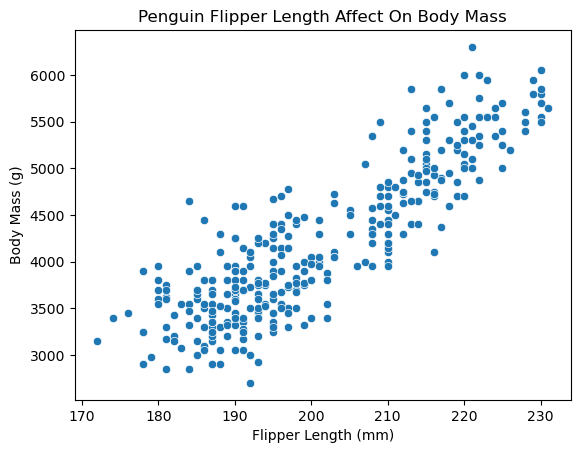 Penguin Flipper Length Affect On Body Mass
6000
5500
5000
4500
4000
3500
3000
Body Mass (g)
170 180 190 200 210 220 230
Flipper Length (mm)